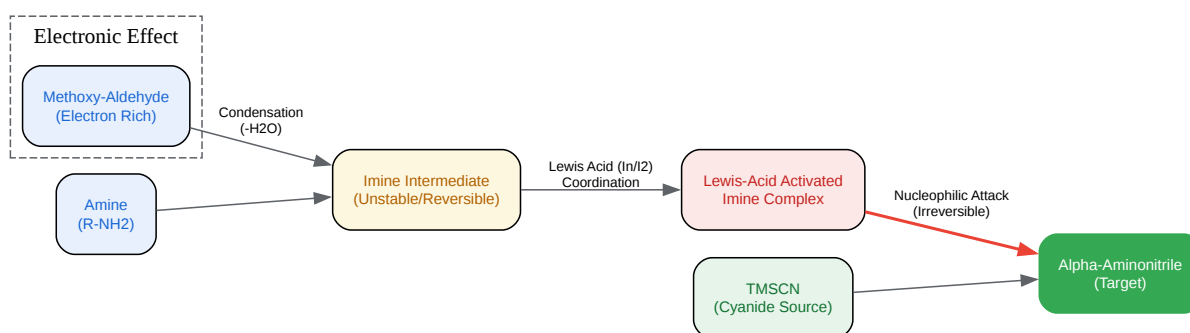 Electronic Effect
Methoxy-Aldehyde
(Electron Rich)
Condensation
(-H2O)
Amine
(R-NH2)
Imine Intermediate
(Unstable/Reversible)
Lewis Acid (In/I2)
Coordination
Lewis-Acid Activated
Imine Complex
Nucleophilic Attack
(Irreversible)
TMSCN
(Cyanide Source)
Alpha-Aminonitrile
(Target)